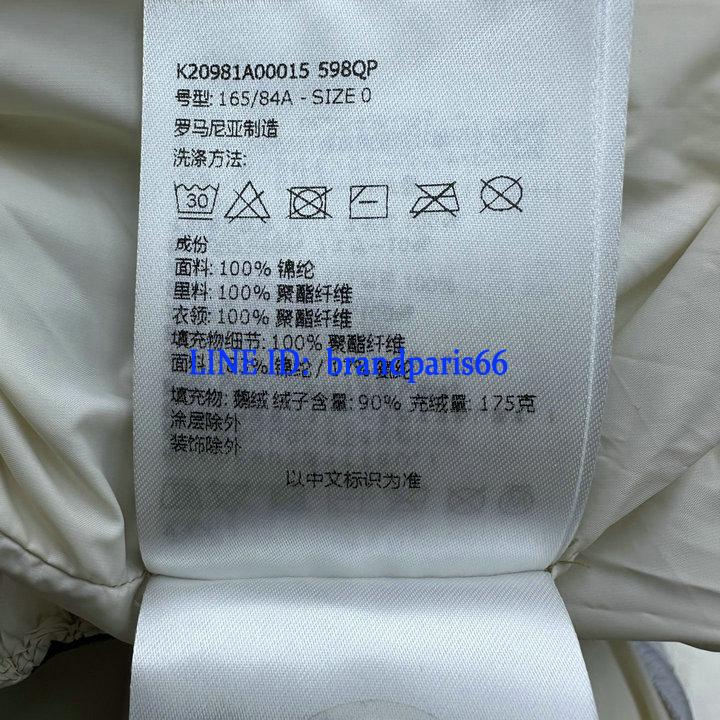 K20981A00015 598QP
号型: 165/84A - SIZE 0
罗马尼亚制造
洗涤方法:
30
成份
面料: 100% 锦纶
里料: 100% 聚酯纤维
衣领: 100% 聚酯纤维
填充物细节: 100% 聚酯纤维
LINE ID: brandparis66
面料:
填充物: 鹅绒 绒子含量: 90% 充绒量: 175克
涂层除外
装饰除外
以中文标识为准